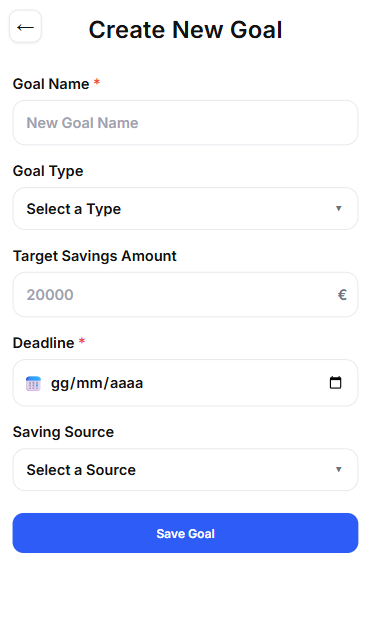 Create New Goal
Goal Name *
New Goal Name
Goal Type
Select a Type
Target Savings Amount
20000 €
Deadline *
gg/mm/aaaa
Saving Source
Select a Source
Save Goal